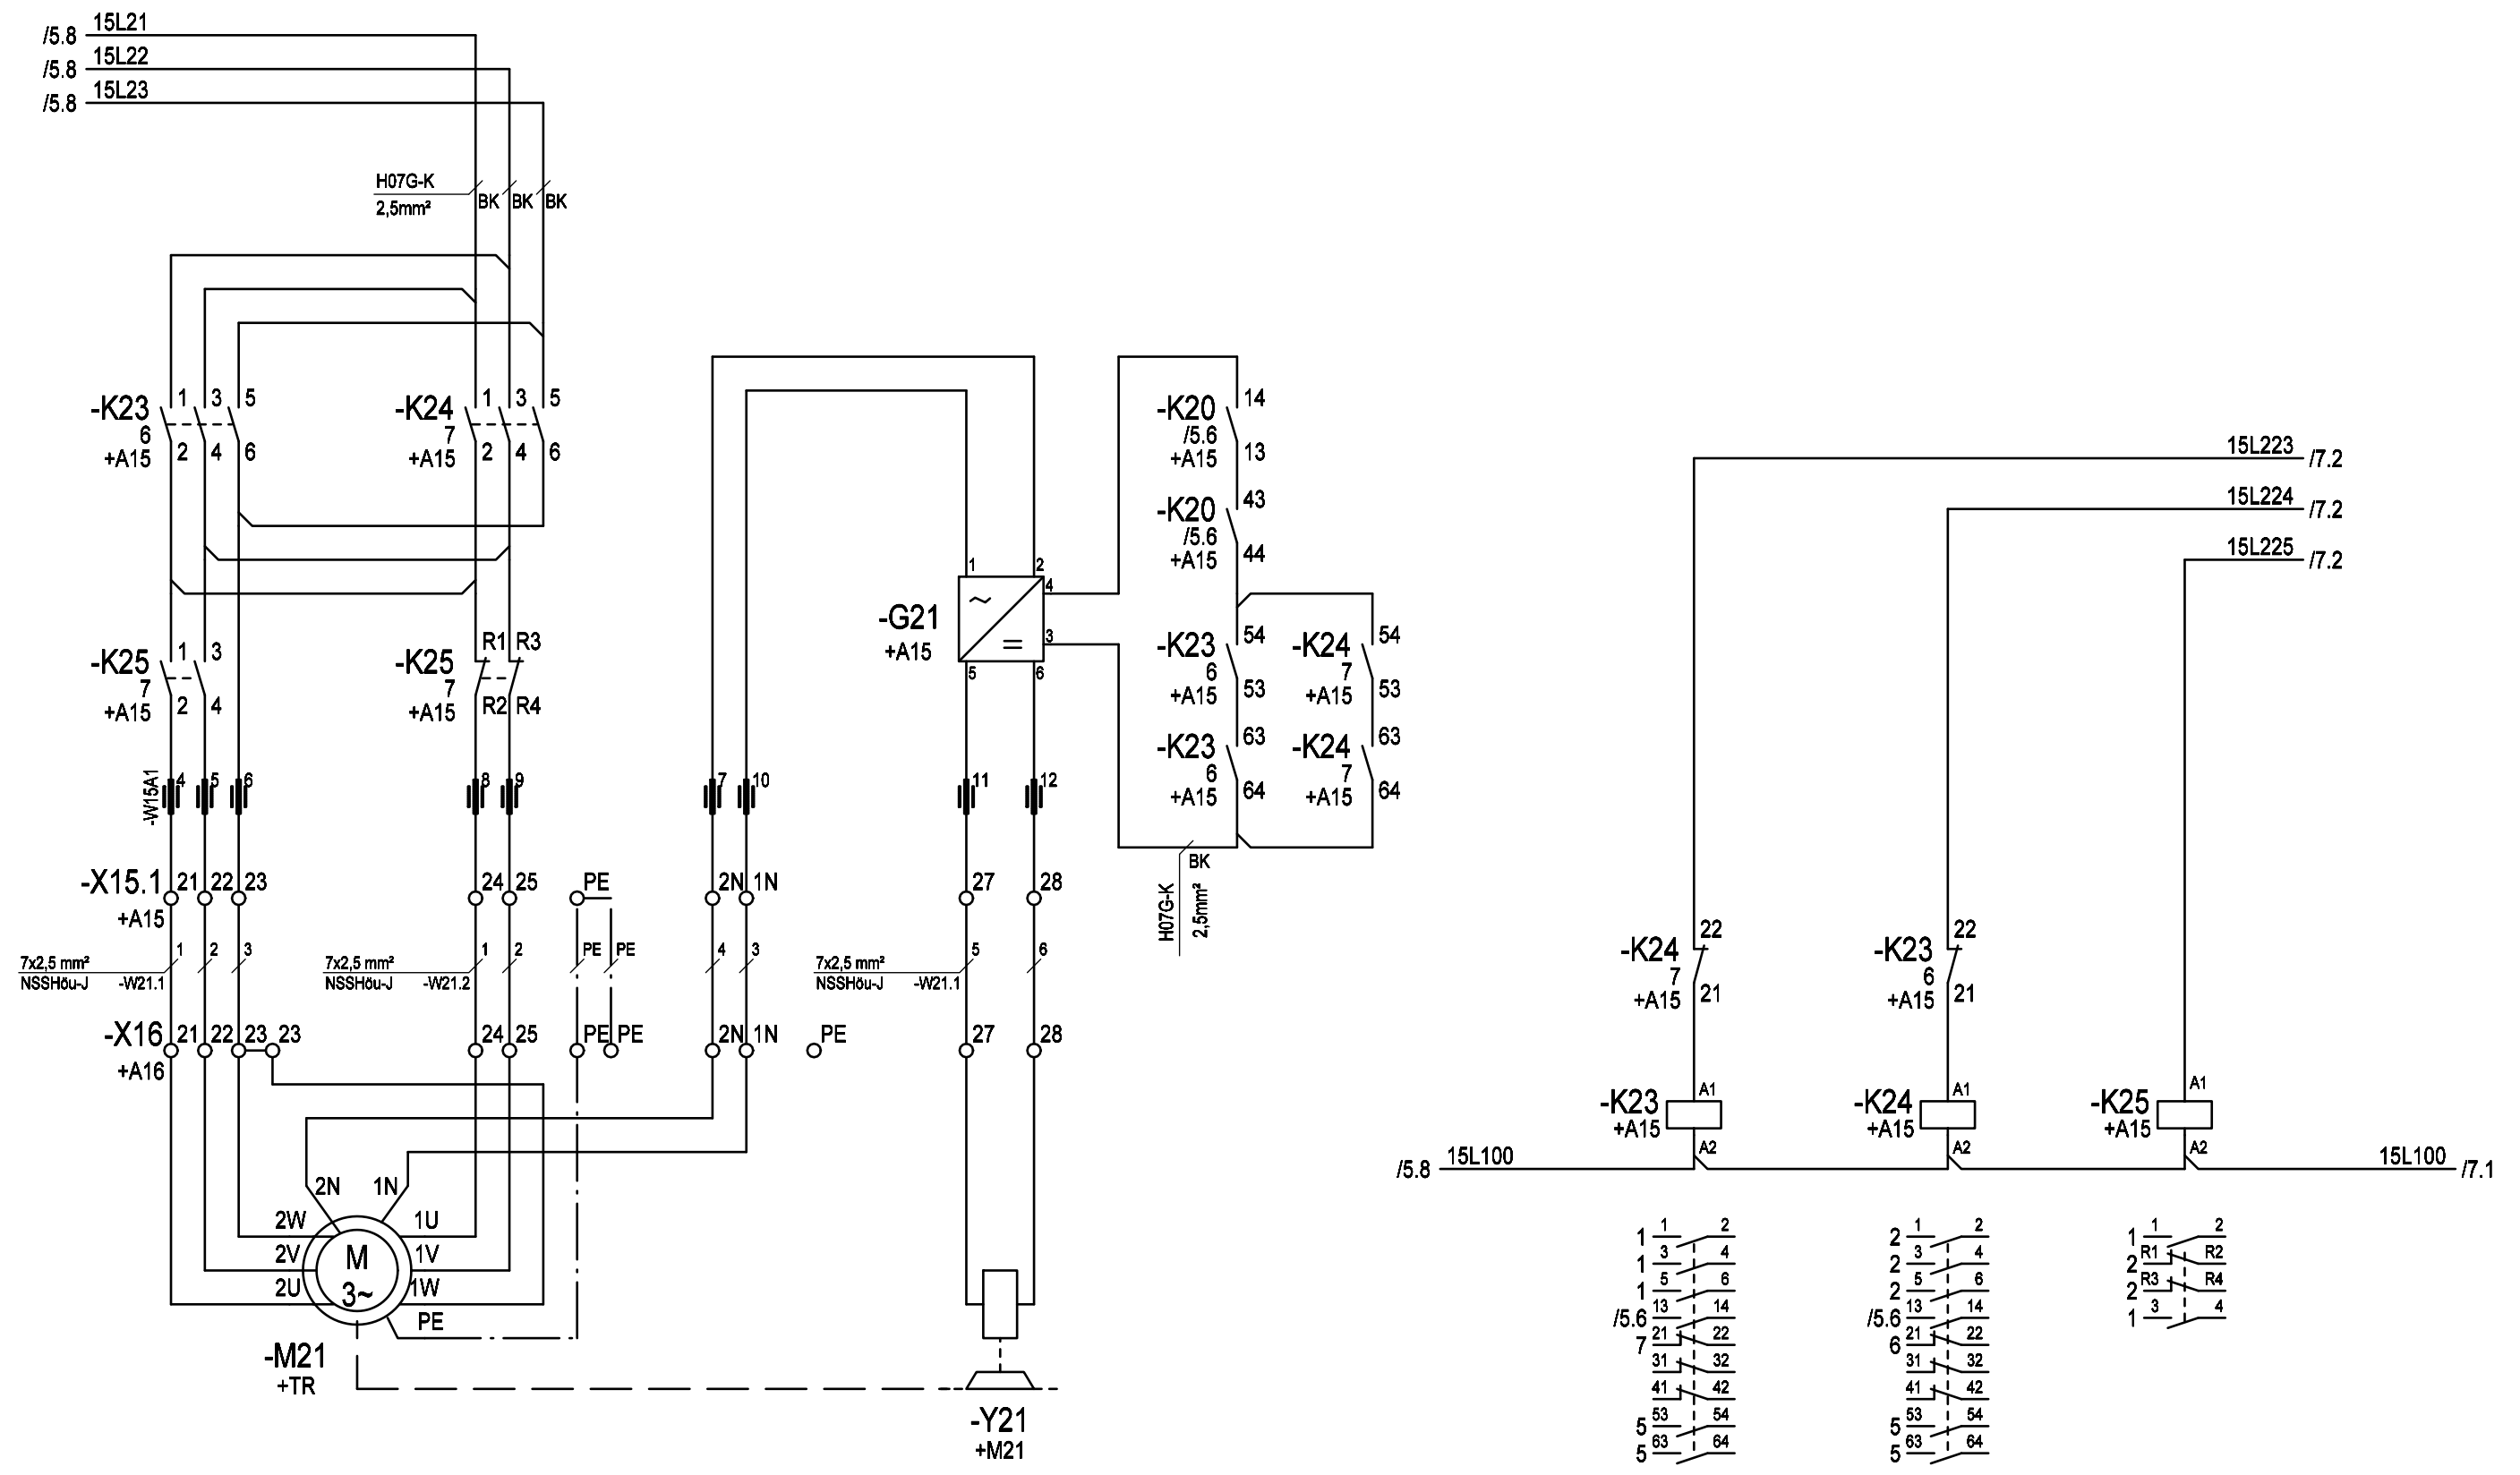 /5.8 15L21
/5.8 15L22
/5.8 15L23
H07G-K
2,5mm²
BK BK BK
-K23
6
+A15
1 3 5
2 4 6
-K24
7
+A15
1 3 5
2 4 6
-K25
7
+A15
1 3
2 4
-K25
7
+A15
R1 R3
R2 R4
-W15A1
4 5 6 8 9 7 10 11 12
-X15.1
+A15
21 22 23 24 25 PE 2N 1N 27 28
7x2,5 mm²
NSSHöu-J -W21.1
1 2 3
7x2,5 mm²
NSSHöu-J -W21.2
1 2 PE PE
4 3
7x2,5 mm²
NSSHöu-J -W21.1
5 6
-X16
+A16
21 22 23 23 24 25 PE PE 2N 1N PE 27 28
2N 1N
2W 1U
2V 1V
2U 1W
M
3~
PE
-M21
+TR
-Y21
+M21
-G21
+A15
1 2
4
3
5 6
~
=
-K20
/5.6
+A15
14
13
-K20
/5.6
+A15
43
44
-K23
6
+A15
54
53
-K24
7
+A15
54
53
-K23
6
+A15
63
64
-K24
7
+A15
63
64
BK
H07G-K
2,5mm²
15L223 /7.2
15L224 /7.2
15L225 /7.2
-K24
7
+A15
22
21
-K23
6
+A15
22
21
-K23
+A15
A1
A2
-K24
+A15
A1
A2
-K25
+A15
A1
A2
/5.8 15L100
15L100 /7.1
1 1 2
1 3 4
1 5 6
/5.6 13 14
7 21 22
31 32
41 42
5 53 54
5 63 64
2 1 2
2 3 4
2 5 6
/5.6 13 14
6 21 22
31 32
41 42
5 53 54
5 63 64
1 1 2
2 R1 R2
2 R3 R4
1 3 4